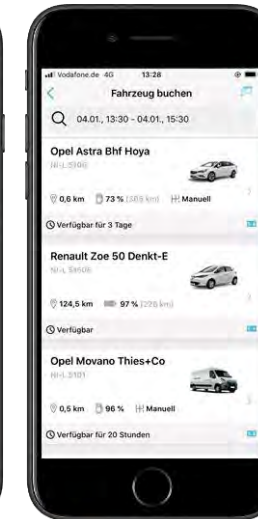 Vodafone.de 4G 13:28
Fahrzeug buchen
04.01., 13:30 - 04.01., 15:30
Opel Astra Bhf Hoya
0,6 km 73 % Manuell
Verfügbar für 3 Tage
Renault Zoe 50 Denkt-E
124,5 km 97 %
Verfügbar
Opel Movano Thies+Co
0,5 km 96 % Manuell
Verfügbar für 20 Stunden